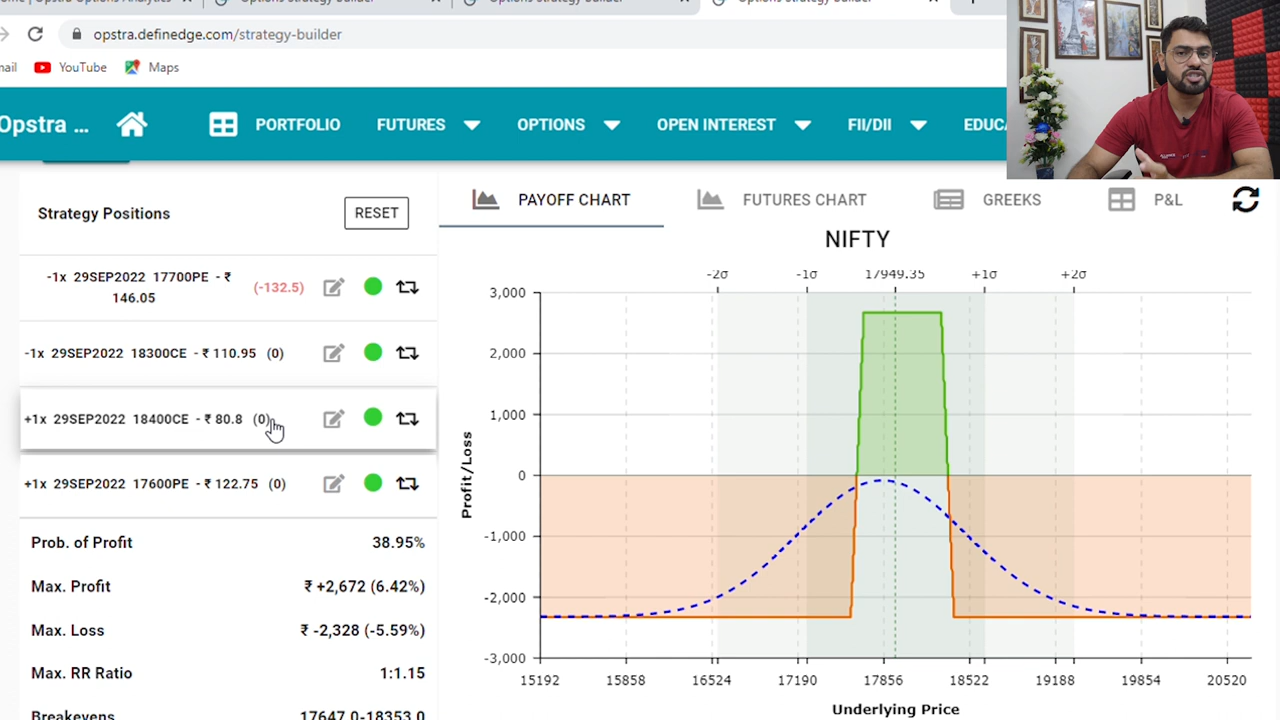 opstra.definedge.com/strategy-builder
YouTube
Maps
Opstra ...
PORTFOLIO
FUTURES
OPTIONS
OPEN INTEREST
FII/DII
Strategy Positions
RESET
PAYOFF CHART
FUTURES CHART
GREEKS
P&L
NIFTY
-2σ
-1σ
17949.35
+1σ
+2σ
-1x 29SEP2022 17700PE - ₹
146.05
(-132.5)
-1x 29SEP2022 18300CE - ₹ 110.95 (0)
+1x 29SEP2022 18400CE - ₹ 80.8 (0)
+1x 29SEP2022 17600PE - ₹ 122.75 (0)
Prob. of Profit 38.95%
Max. Profit ₹ +2,672 (6.42%)
Max. Loss ₹ -2,328 (-5.59%)
Max. RR Ratio 1:1.15
Breakevens 17647.0-18353.0
Profit/Loss
3,000
2,000
1,000
0
-1,000
-2,000
-3,000
15192 15858 16524 17190 17856 18522 19188 19854 20520
Underlying Price